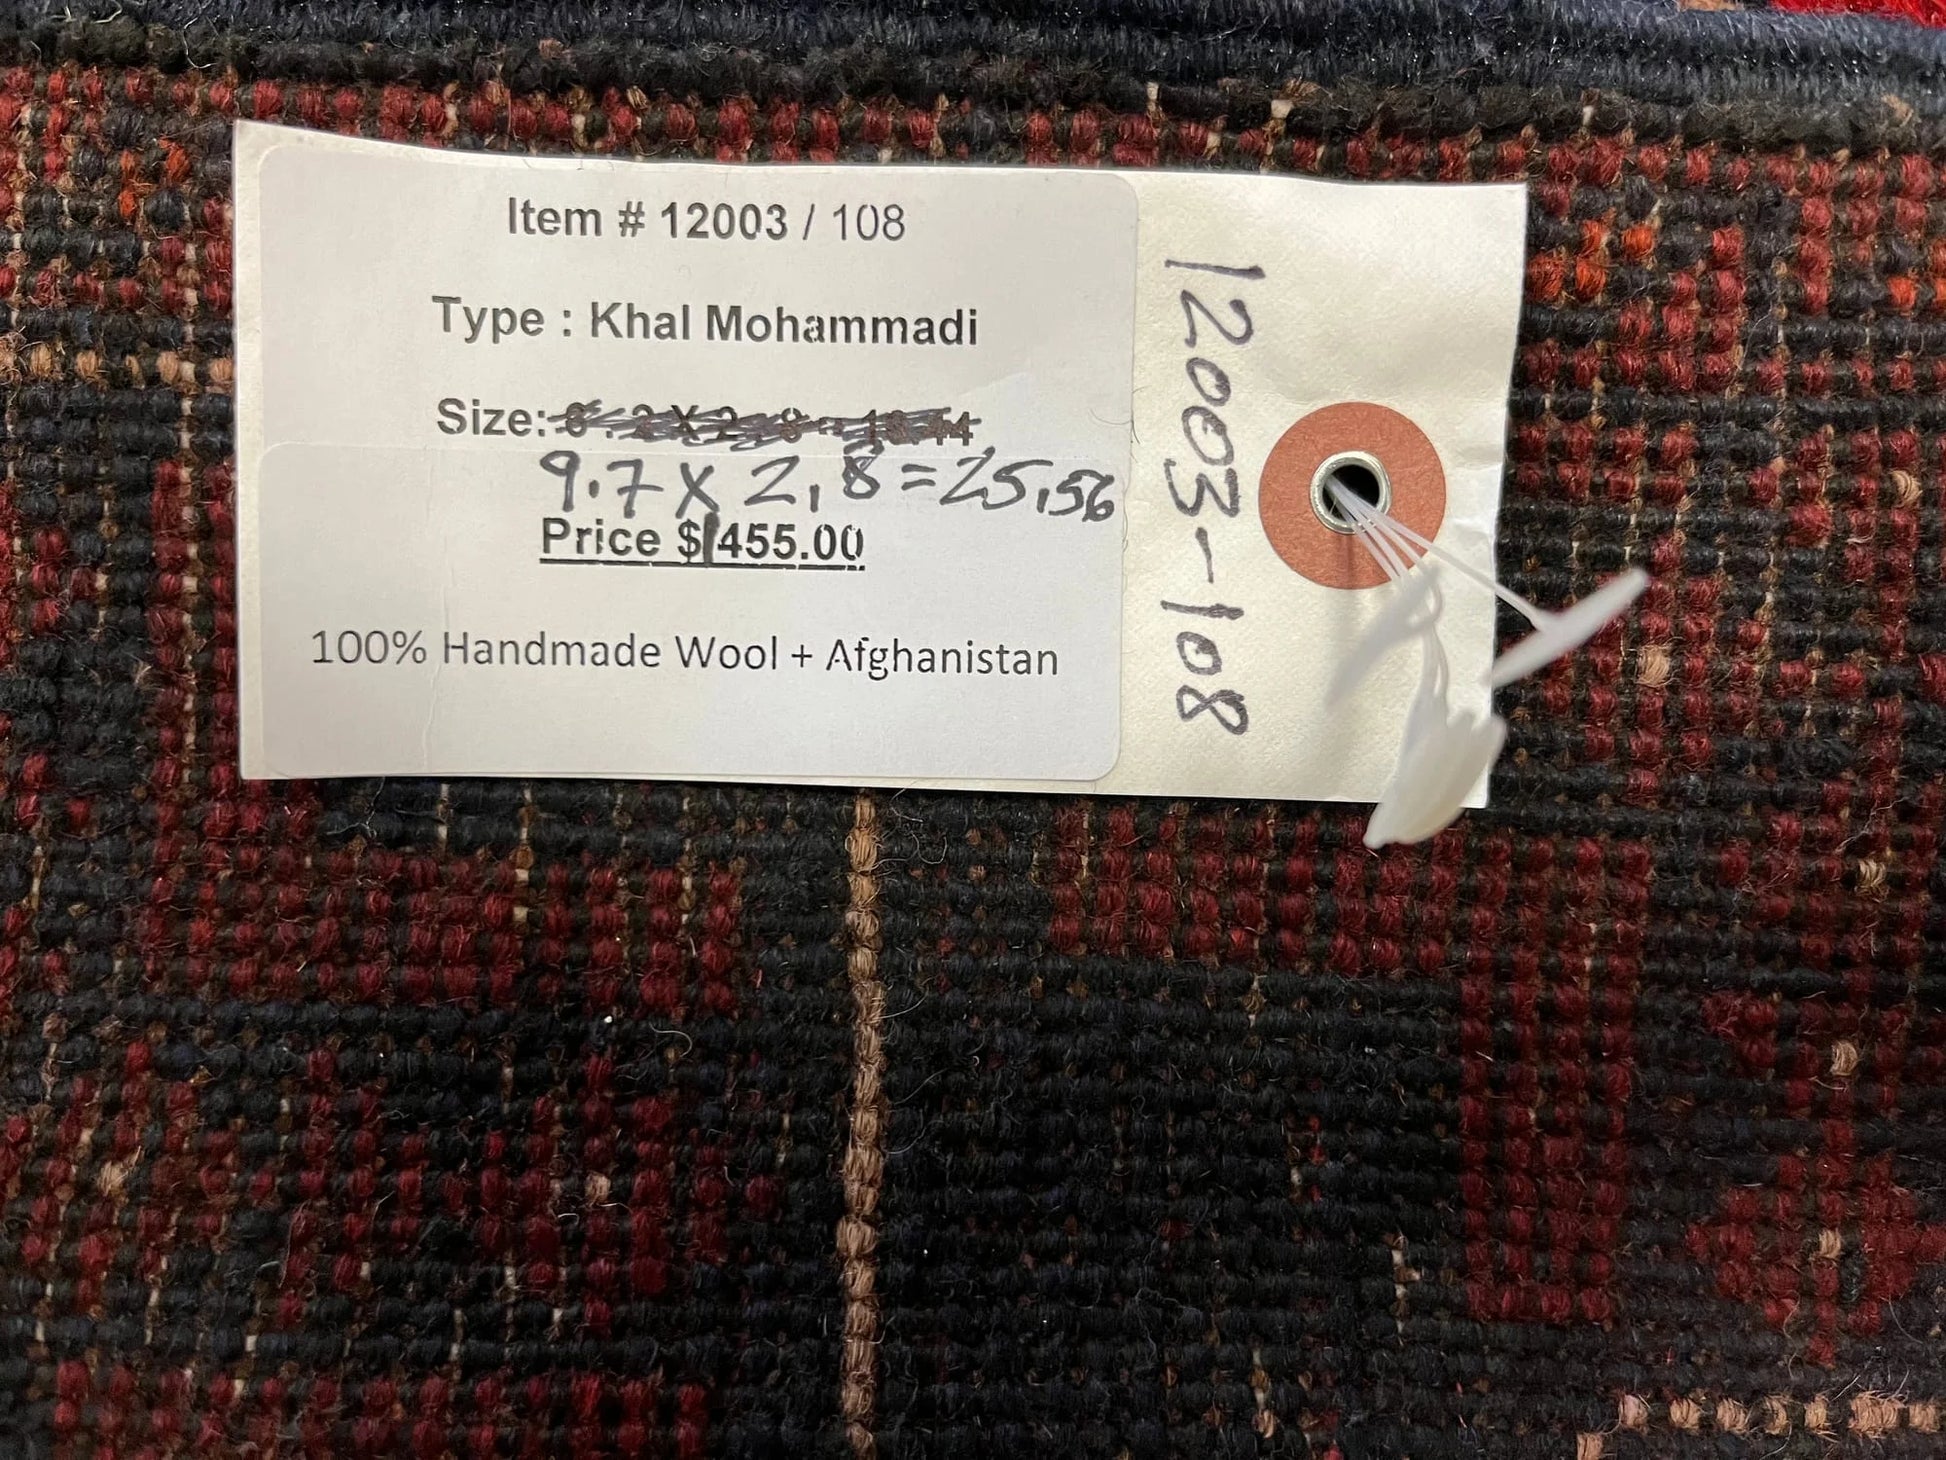 Item # 12003 / 108
Type : Khal Mohammadi
Size:
9.7 X 2.8 = 25.56
Price $1455.00
100% Handmade Wool + Afghanistan
12003-108